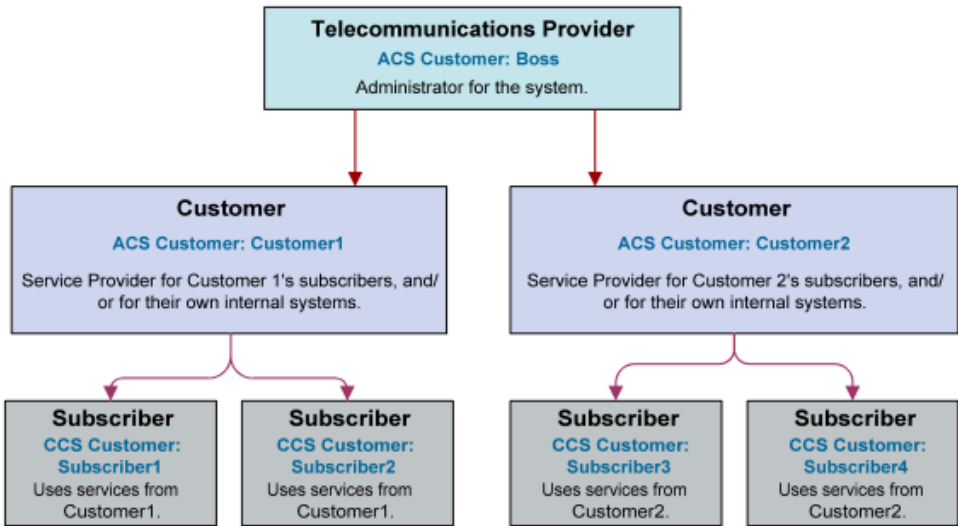 Telecommunications Provider
ACS Customer: Boss
Administrator for the system.
Customer
ACS Customer: Customer1
Service Provider for Customer 1's subscribers, and/
or for their own internal systems.
Customer
ACS Customer: Customer2
Service Provider for Customer 2's subscribers, and/
or for their own internal systems.
Subscriber
CCS Customer:
Subscriber1
Uses services from
Customer1.
Subscriber
CCS Customer:
Subscriber2
Uses services from
Customer1.
Subscriber
CCS Customer:
Subscriber3
Uses services from
Customer2.
Subscriber
CCS Customer:
Subscriber4
Uses services from
Customer2.